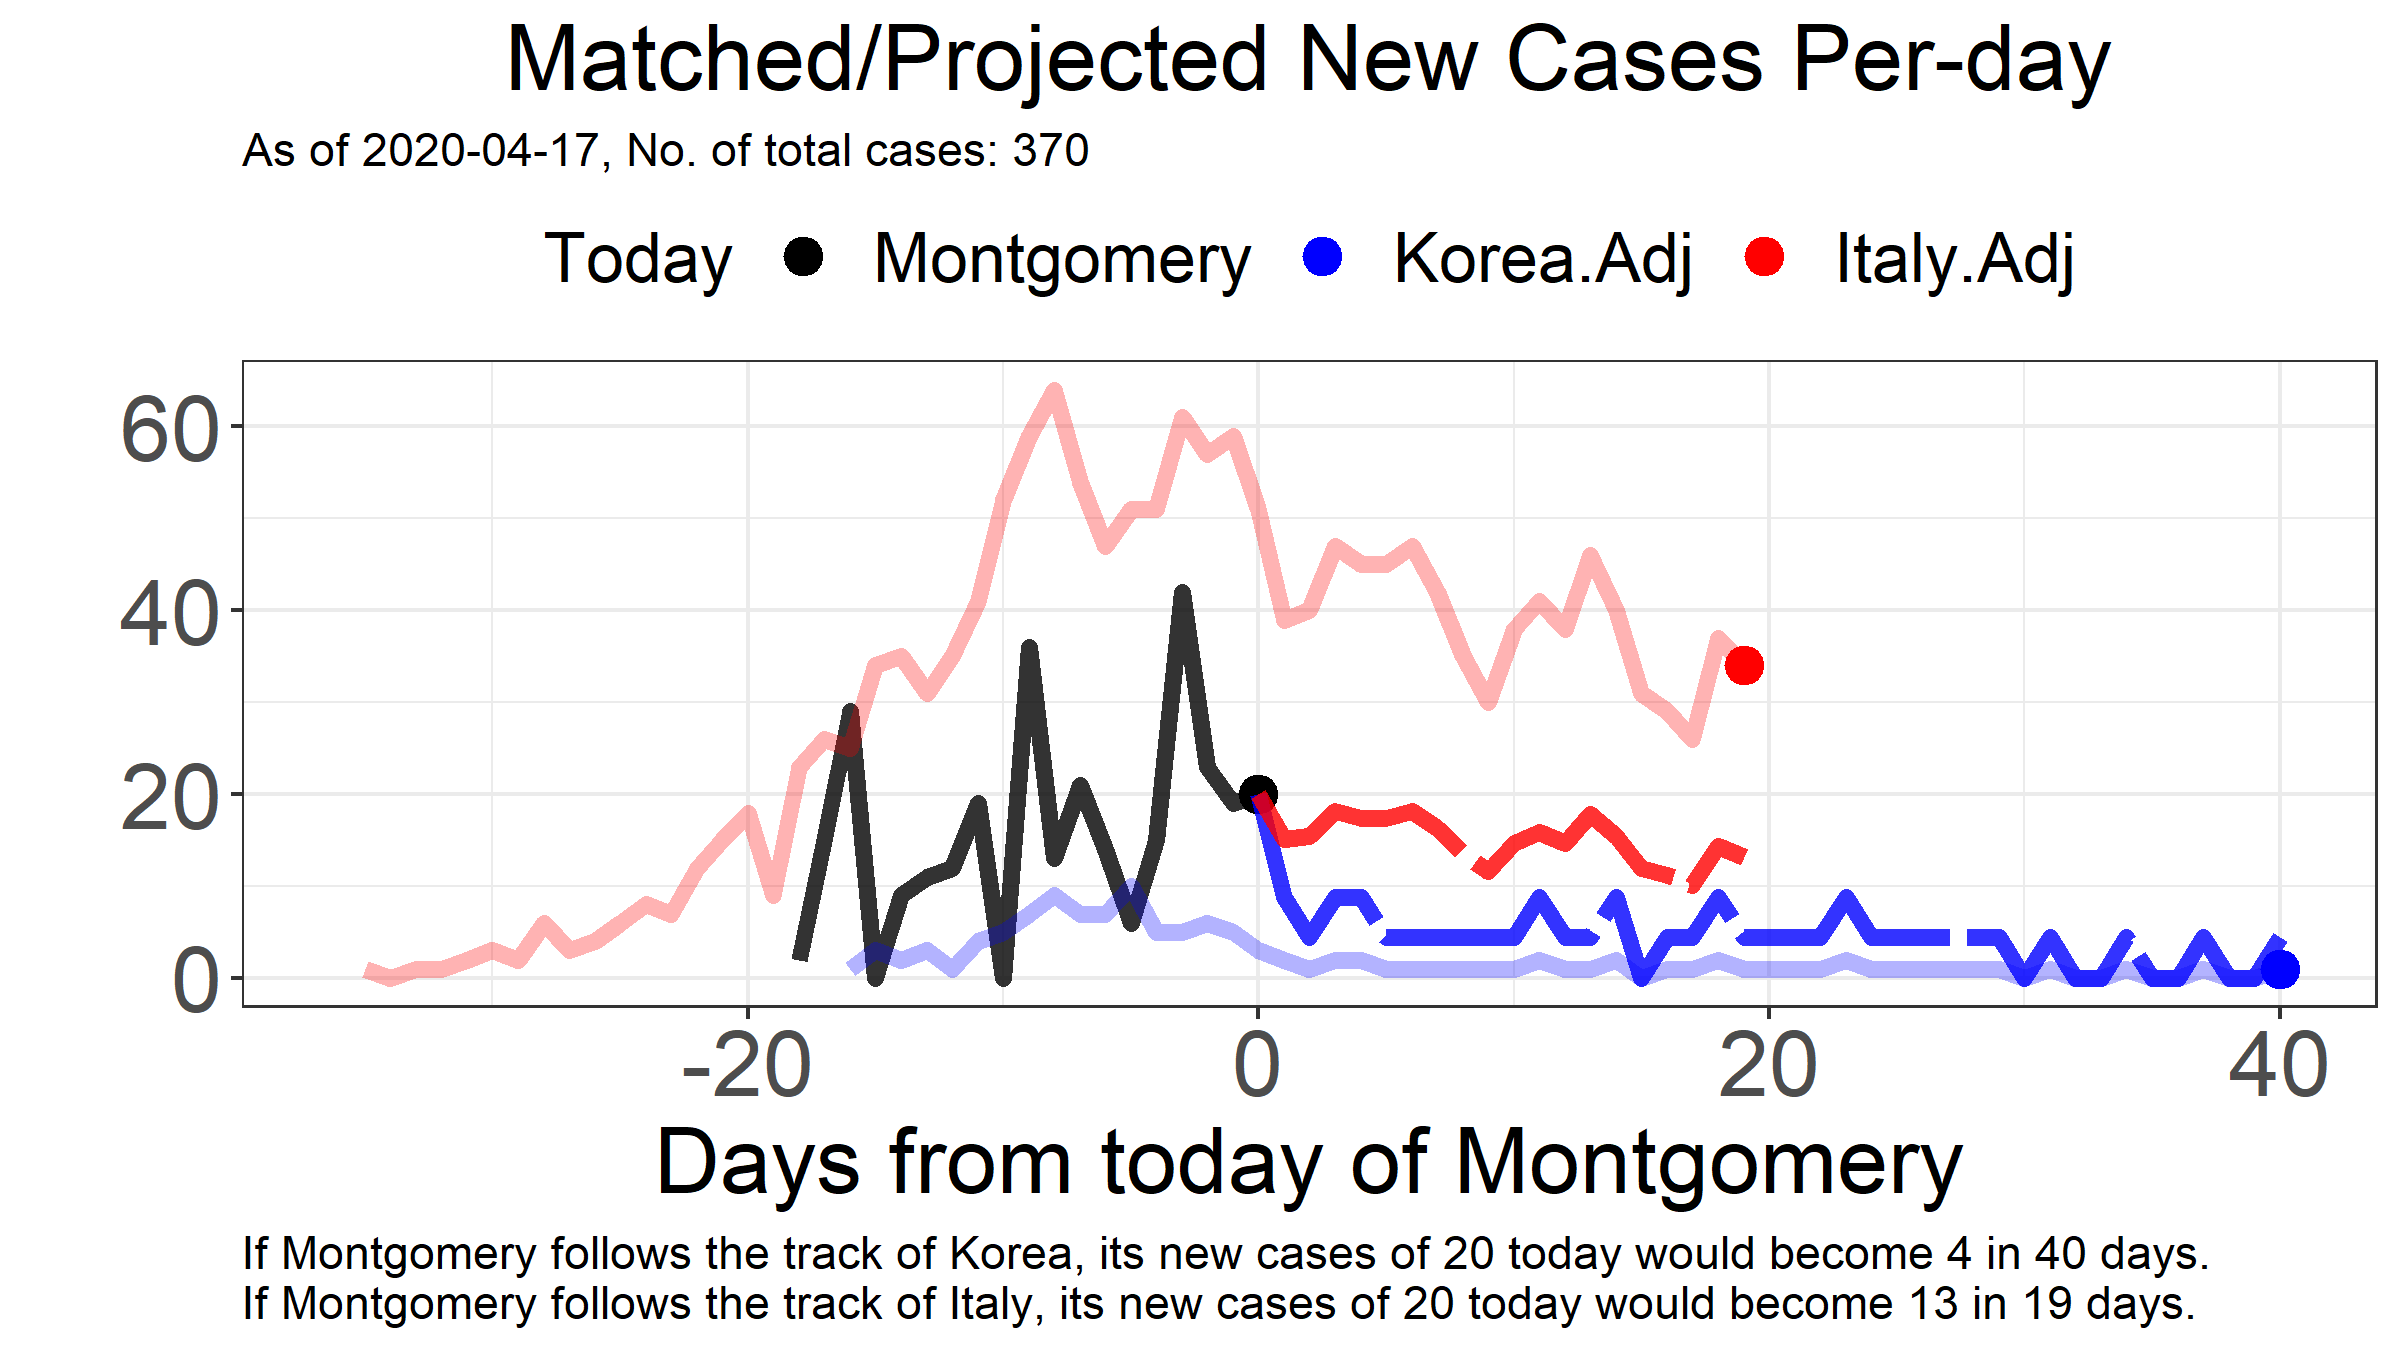 Matched/Projected New Cases Per-day
As of 2020-04-17, No. of total cases: 370
Today Montgomery Korea.Adj Italy.Adj
60
40
20
0
-20 0 20 40
Days from today of Montgomery
If Montgomery follows the track of Korea, its new cases of 20 today would become 4 in 40 days.
If Montgomery follows the track of Italy, its new cases of 20 today would become 13 in 19 days.